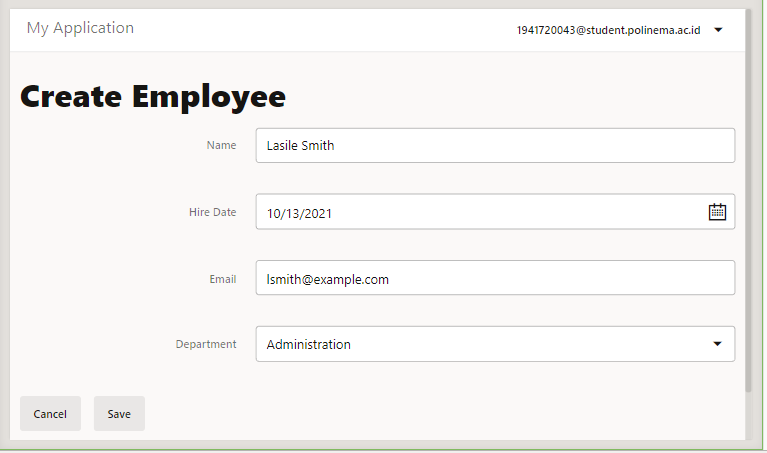 My Application 1941720043@student.polinema.ac.id
Create Employee
Name Lasile Smith
Hire Date 10/13/2021
Email lsmith@example.com
Department Administration
Cancel Save